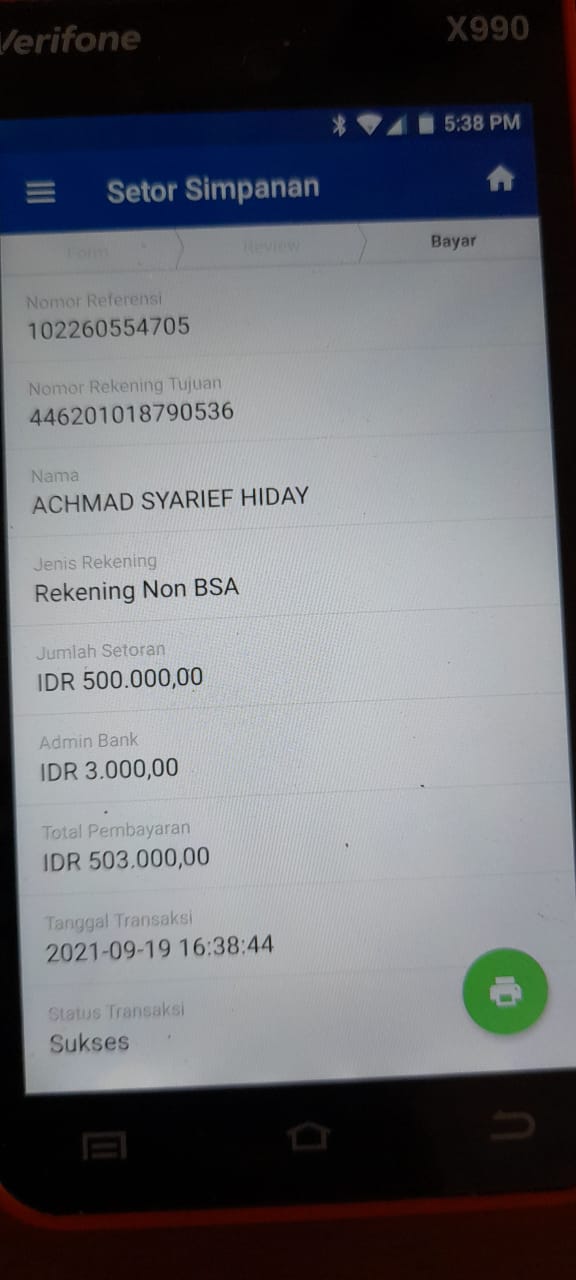 Verifone
X990
5:38 PM
Setor Simpanan
Form
Review
Bayar
Nomor Referensi
102260554705
Nomor Rekening Tujuan
446201018790536
Nama
ACHMAD SYARIEF HIDAY
Jenis Rekening
Rekening Non BSA
Jumlah Setoran
IDR 500.000,00
Admin Bank
IDR 3.000,00
Total Pembayaran
IDR 503.000,00
Tanggal Transaksi
2021-09-19 16:38:44
Status Transaksi
Sukses